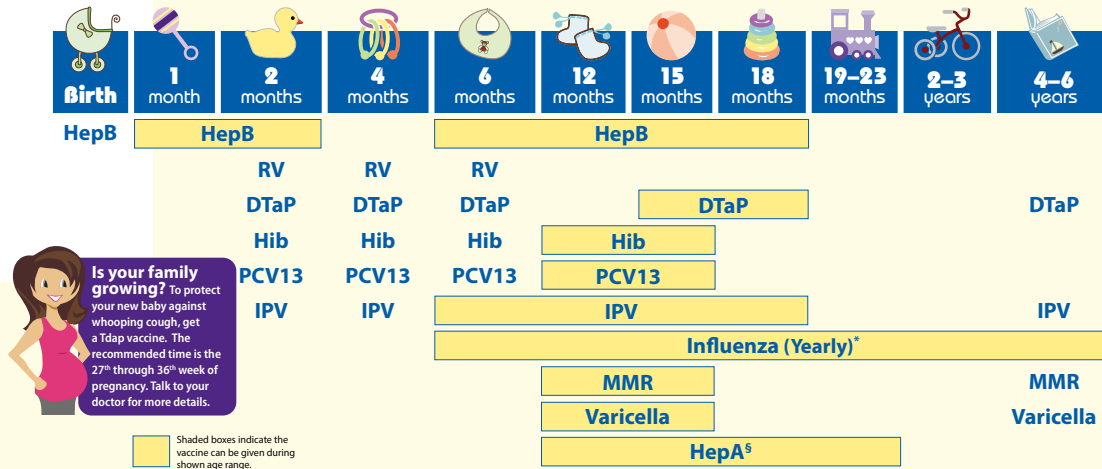 Birth
1
month
2
months
4
months
6
months
12
months
15
months
18
months
19–23
months
2–3
years
4–6
years
HepB HepB HepB
RV RV RV
DTaP DTaP DTaP DTaP DTaP
Hib Hib Hib Hib
PCV13 PCV13 PCV13 PCV13
IPV IPV IPV IPV
Influenza (Yearly)*
MMR MMR
Varicella Varicella
HepA§
Is your family
growing? To protect
your new baby against
whooping cough, get
a Tdap vaccine. The
recommended time is the
27th through 36th week of
pregnancy. Talk to your
doctor for more details.
Shaded boxes indicate the
vaccine can be given during
shown age range.